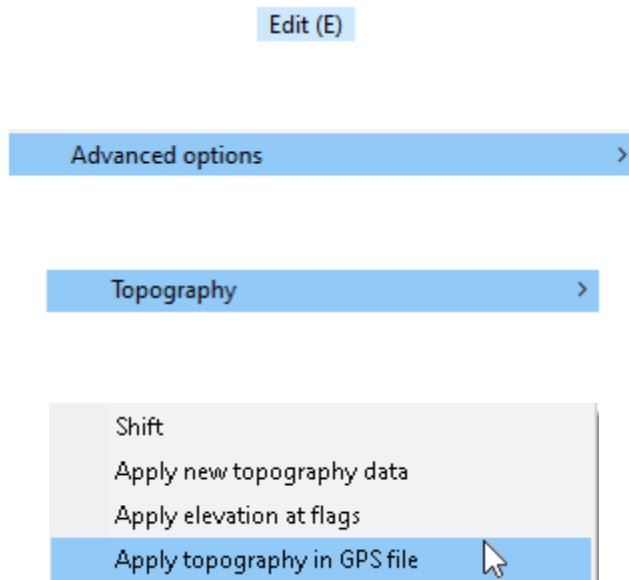 Edit (E)
Advanced options
Topography
Shift
Apply new topography data
Apply elevation at flags
Apply topography in GPS file